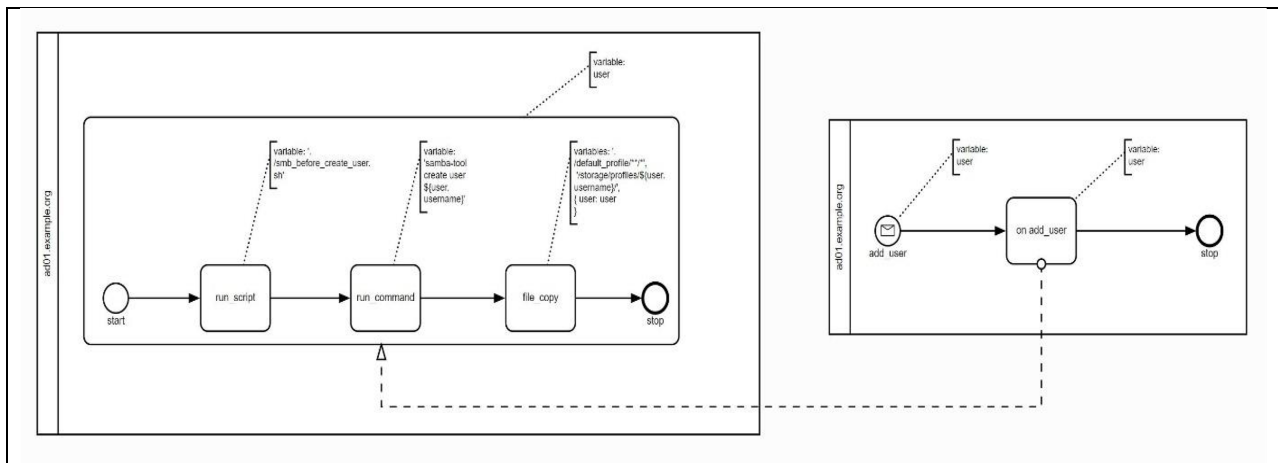 variable:
user
variable: '.
/smb_before_create_user.
sh'
variable:
'samba-tool
create user
${user.
username}'
variables: '.
/default_profile/**/*',
'/storage/profiles/${user.
username}/',
{ user: user
}
ad01.example.org
run_script
run_command
file_copy
start
stop
variable:
user
variable:
user
ad01.example.org
on add_user
add_user
stop